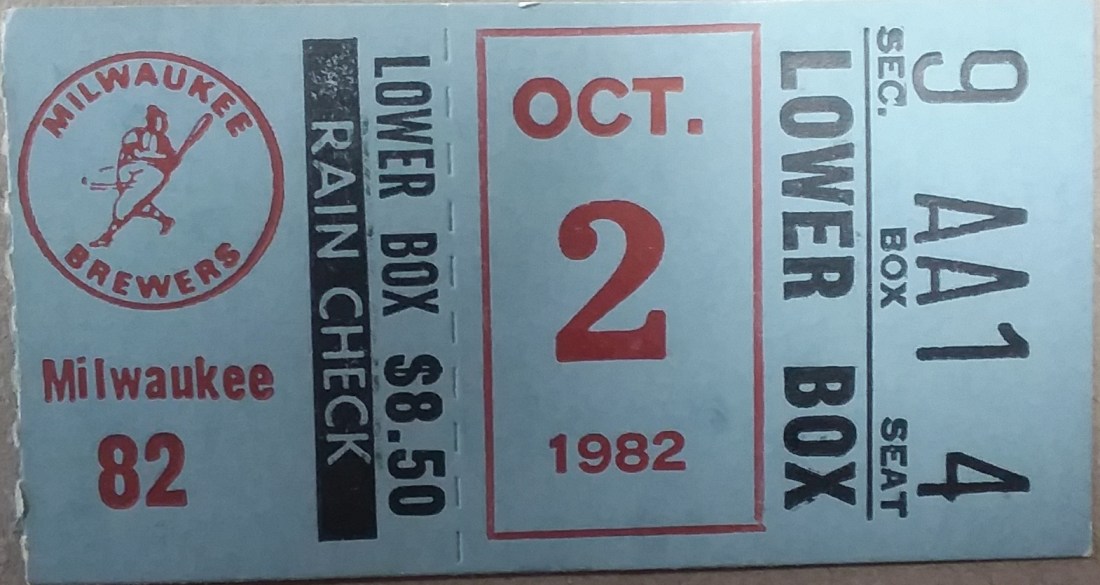 MILWAUKEE
BREWERS
Milwaukee
82
RAIN CHECK
LOWER BOX $8.50
OCT.
2
1982
LOWER BOX
SEC. BOX SEAT
9 AA1 4